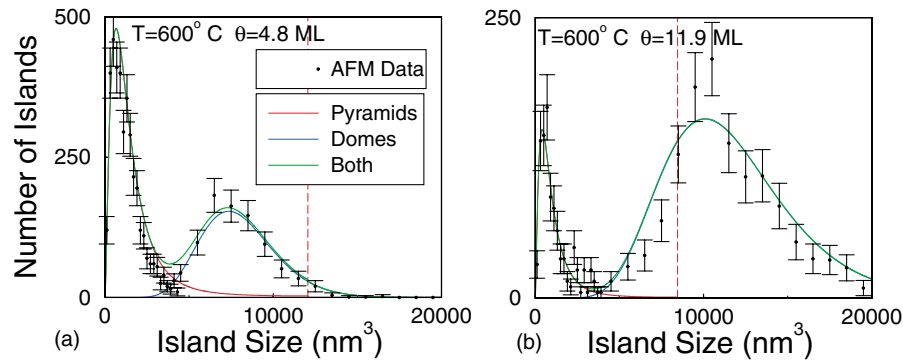 500
T=600° C θ=4.8 ML
AFM Data
Pyramids
Domes
Both
250
0
Number of Islands
0
10000
20000
(a)
Island Size (nm³)
250
T=600° C θ=11.9 ML
0
0
10000
20000
(b)
Island Size (nm³)